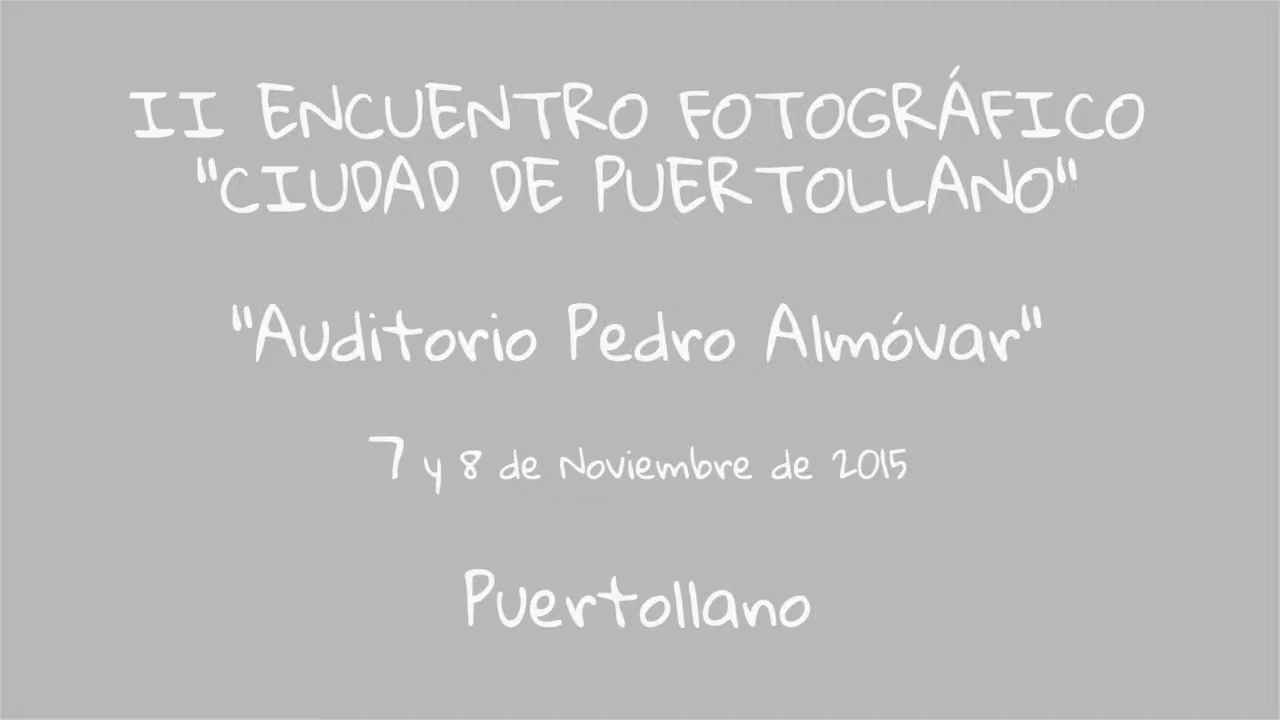 II ENCUENTRO FOTOGRÁFICO
"CIUDAD DE PUERTOLLANO"
"Auditorio Pedro Almóvar"
7 y 8 de Noviembre de 2015
Puertollano